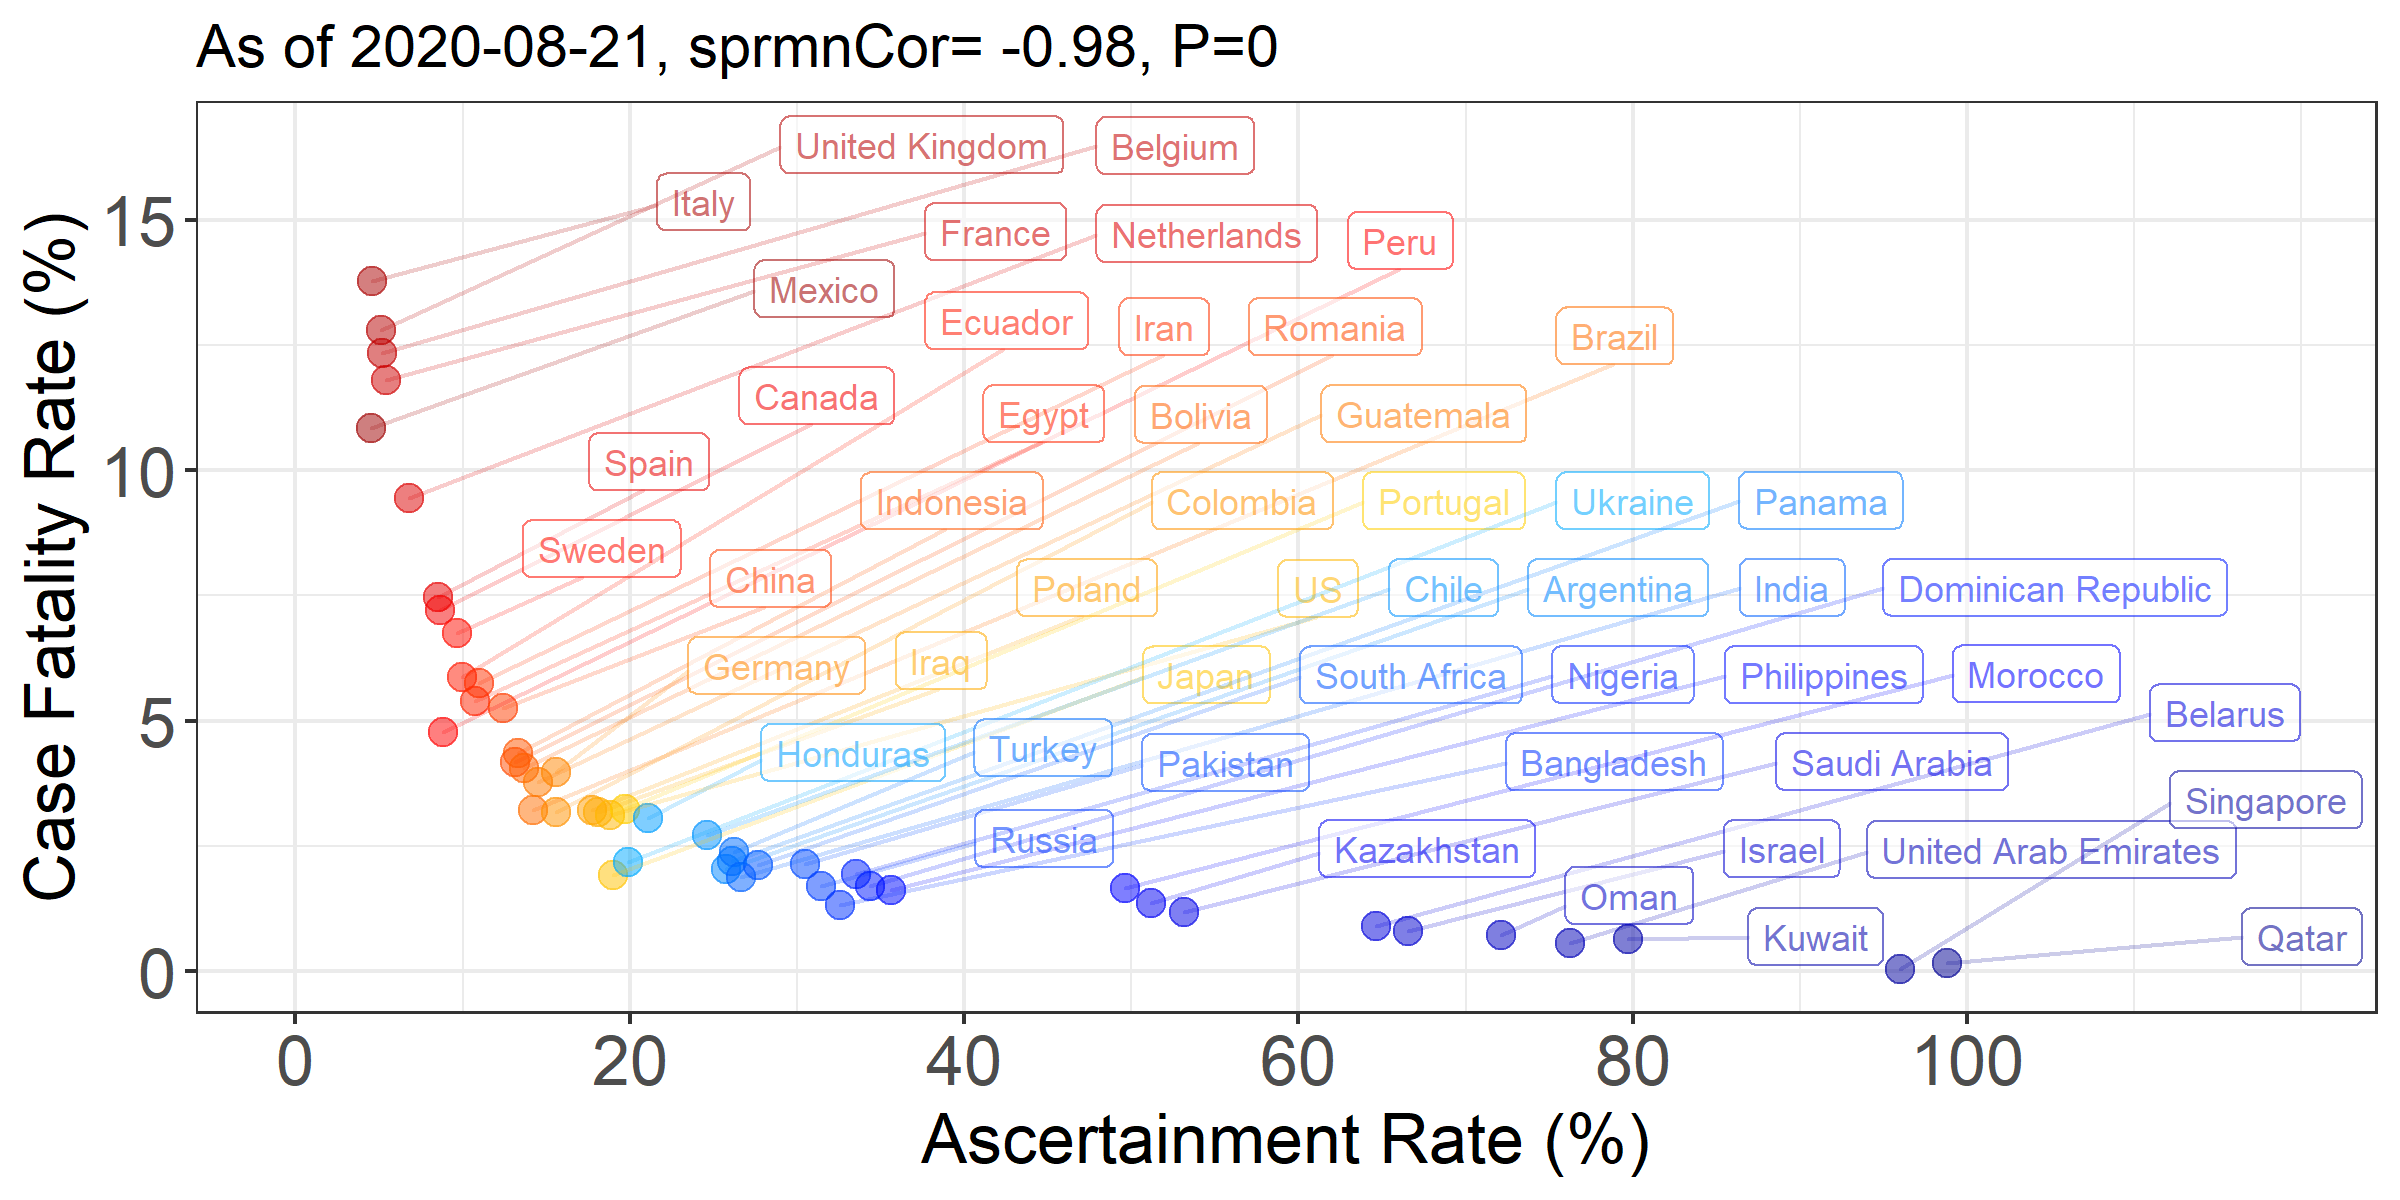 As of 2020-08-21, sprmnCor= -0.98, P=0
United Kingdom
Belgium
Italy
France
Netherlands
Peru
Mexico
Ecuador
Iran
Romania
Brazil
Canada
Egypt
Bolivia
Guatemala
Spain
Indonesia
Colombia
Portugal
Ukraine
Panama
Sweden
China
Poland
US
Chile
Argentina
India
Dominican Republic
Germany
Iraq
Japan
South Africa
Nigeria
Philippines
Morocco
Belarus
Honduras
Turkey
Pakistan
Bangladesh
Saudi Arabia
Singapore
Russia
Kazakhstan
Israel
United Arab Emirates
Oman
Kuwait
Qatar
15
10
5
0
Case Fatality Rate (%)
0
20
40
60
80
100
Ascertainment Rate (%)